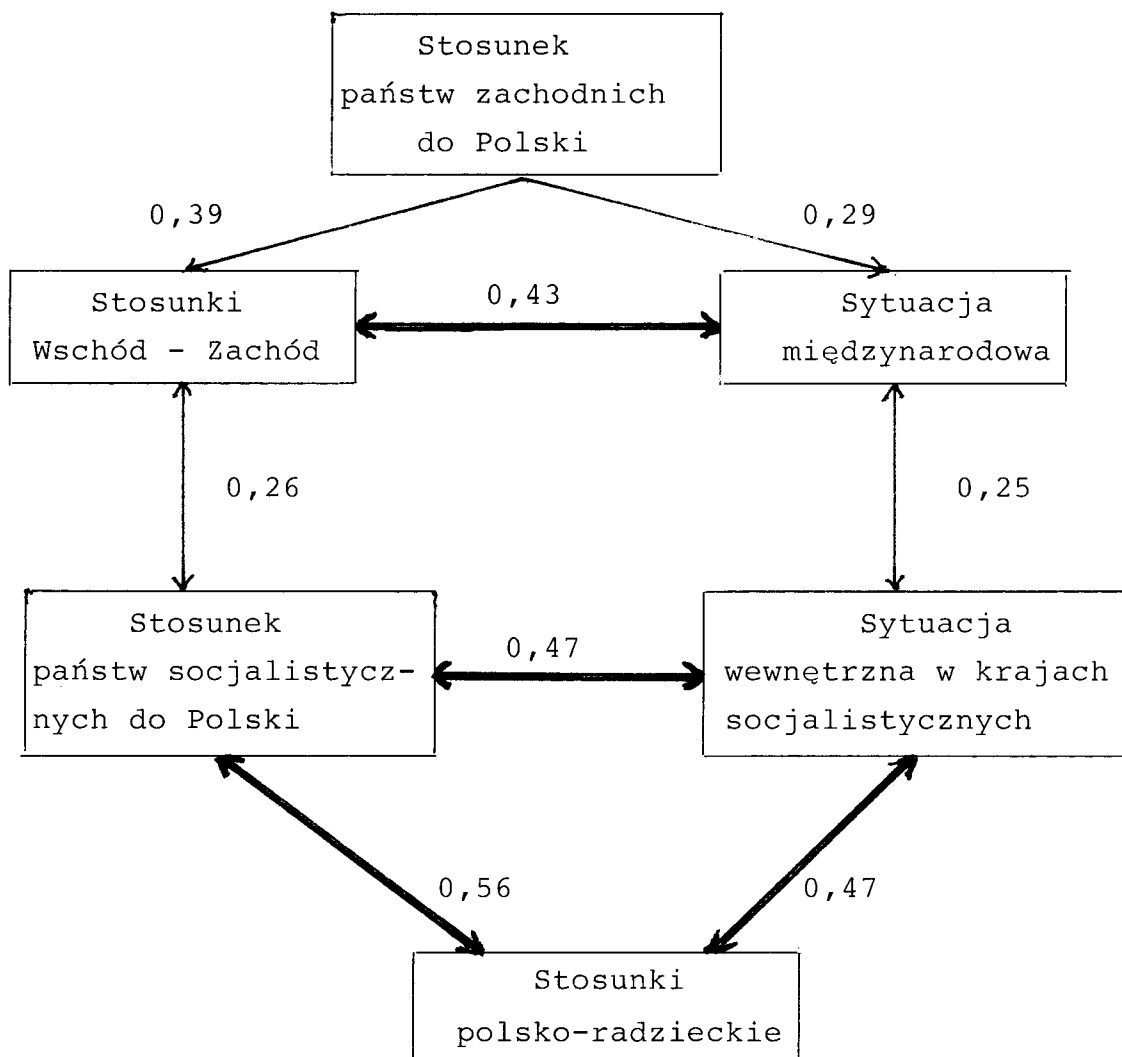 Stosunek
państw zachodnich
do Polski
0,39
0,29
Stosunki
Wschód - Zachód
0,43
Sytuacja
międzynarodowa
0,26
0,25
Stosunek
państw socjalistycz-
nych do Polski
0,47
Sytuacja
wewnętrzna w krajach
socjalistycznych
0,56
0,47
Stosunki
polsko-radzieckie